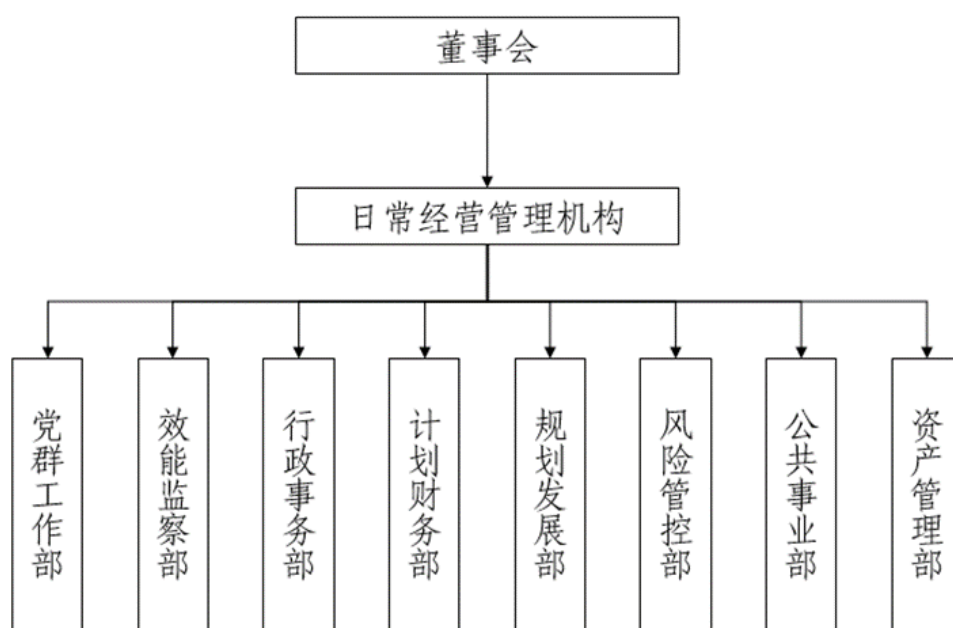 董事会
日常经营管理机构
党群工作部
效能监察部
行政事务部
计划财务部
规划发展部
风险管控部
公共事业部
资产管理部